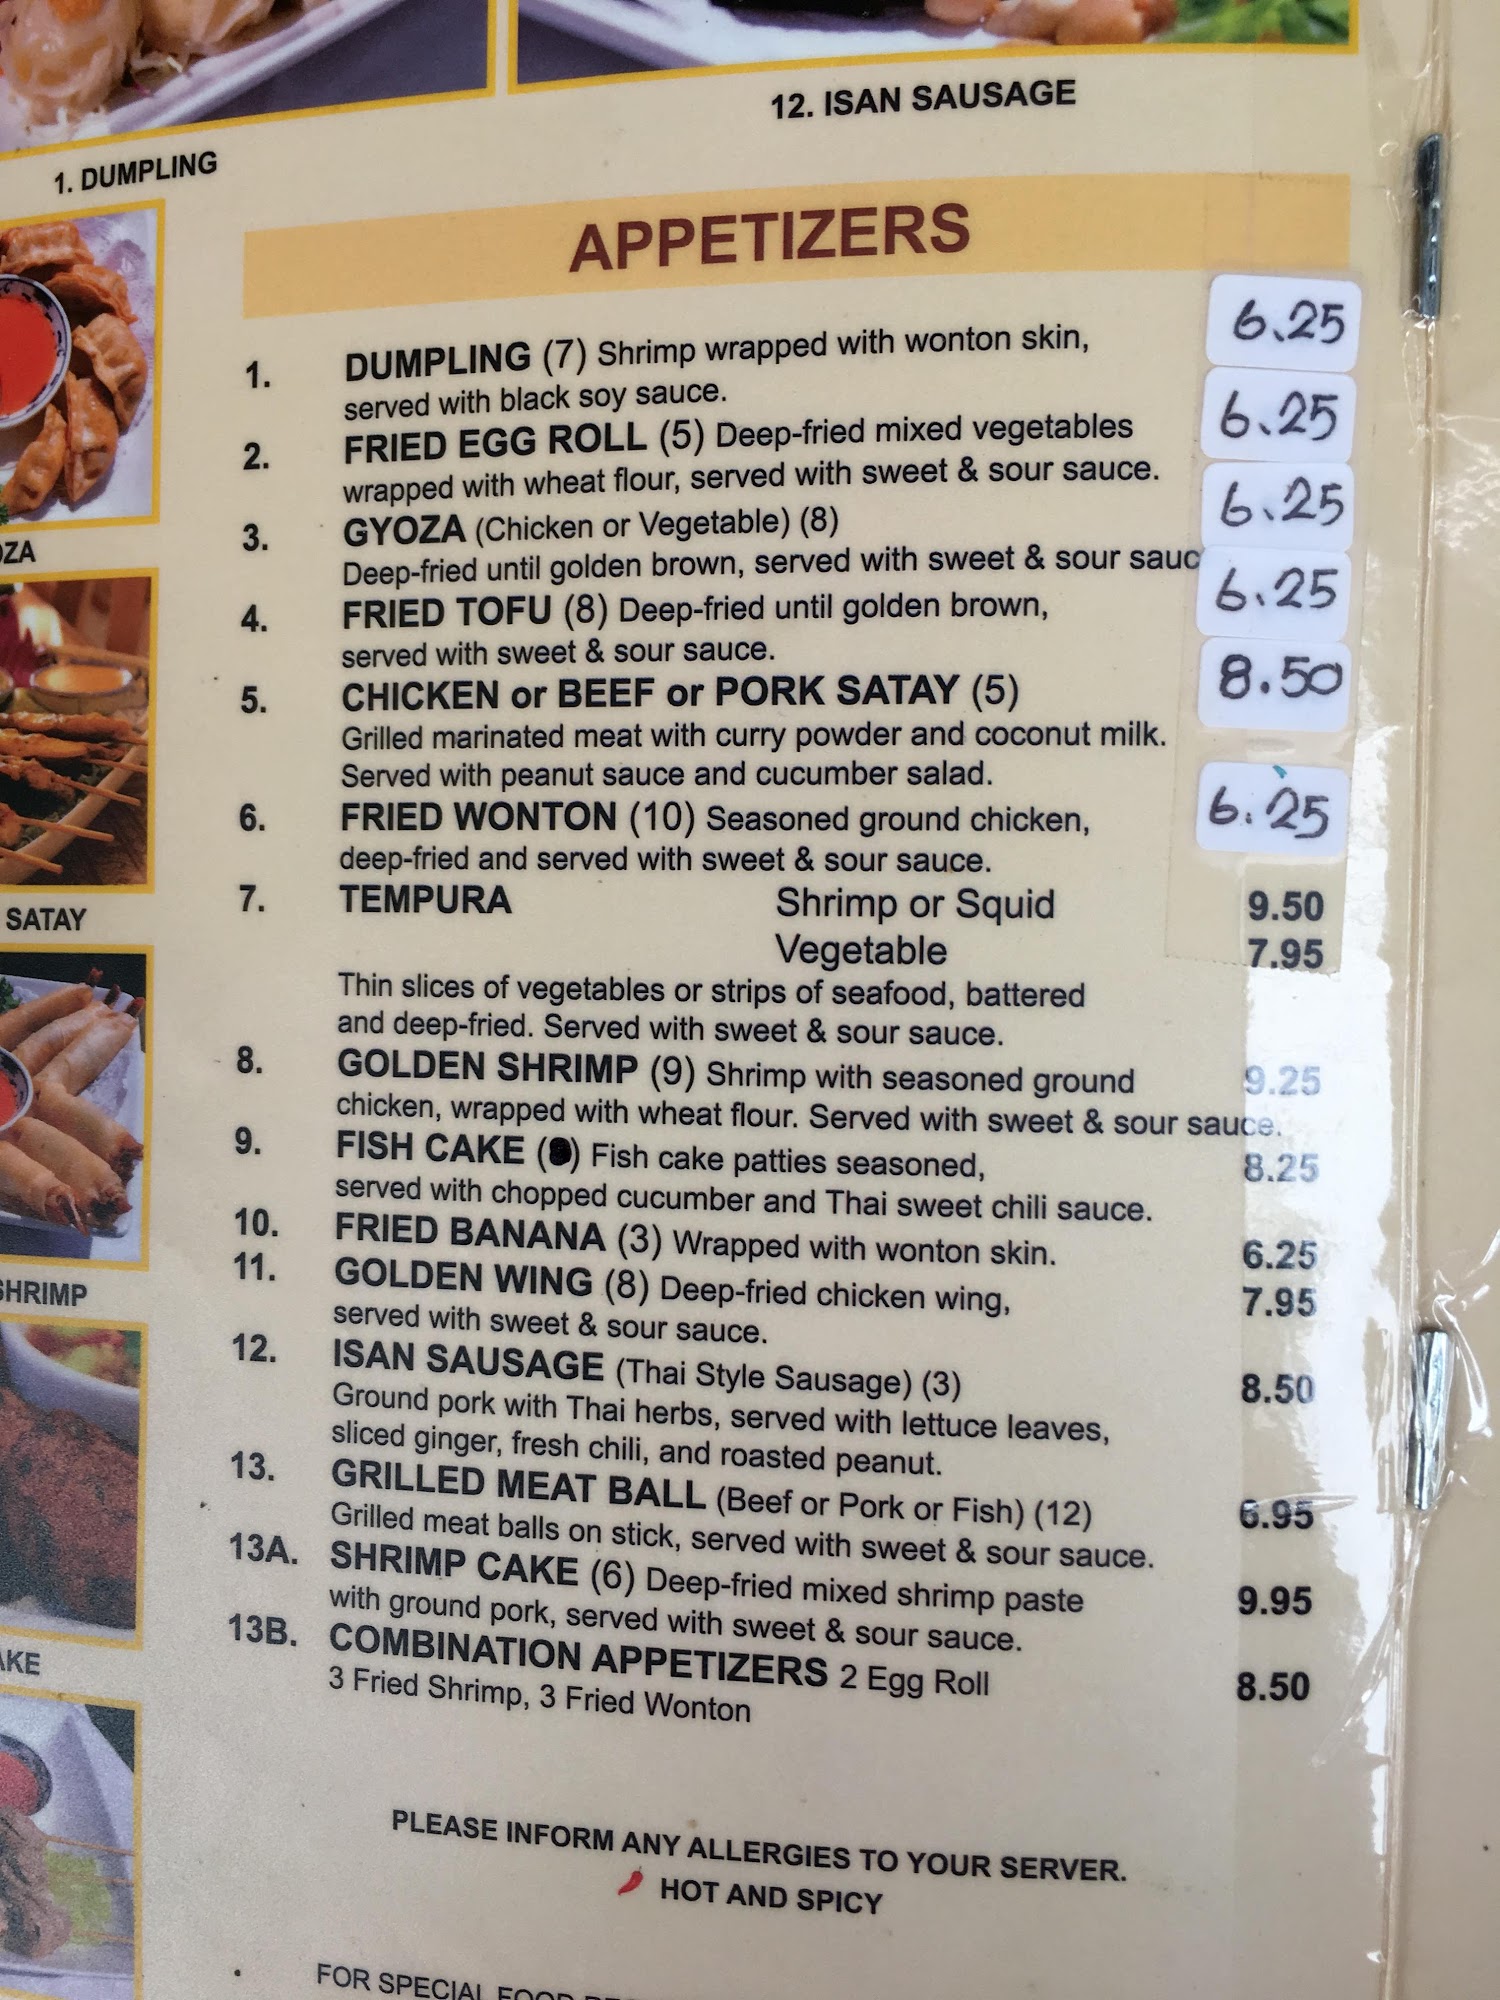 12. ISAN SAUSAGE
1. DUMPLING
APPETIZERS
1. DUMPLING (7) Shrimp wrapped with wonton skin, 6.25
served with black soy sauce.
2. FRIED EGG ROLL (5) Deep-fried mixed vegetables 6.25
wrapped with wheat flour, served with sweet & sour sauce.
3. GYOZA (Chicken or Vegetable) (8) 6.25
Deep-fried until golden brown, served with sweet & sour sauc
4. FRIED TOFU (8) Deep-fried until golden brown, 6.25
served with sweet & sour sauce.
5. CHICKEN or BEEF or PORK SATAY (5) 8.50
Grilled marinated meat with curry powder and coconut milk.
Served with peanut sauce and cucumber salad.
6. FRIED WONTON (10) Seasoned ground chicken, 6.25
deep-fried and served with sweet & sour sauce.
7. TEMPURA Shrimp or Squid 9.50
Vegetable 7.95
Thin slices of vegetables or strips of seafood, battered
and deep-fried. Served with sweet & sour sauce.
8. GOLDEN SHRIMP (9) Shrimp with seasoned ground 9.25
chicken, wrapped with wheat flour. Served with sweet & sour sauce.
9. FISH CAKE ( ) Fish cake patties seasoned, 8.25
served with chopped cucumber and Thai sweet chili sauce.
10. FRIED BANANA (3) Wrapped with wonton skin. 6.25
11. GOLDEN WING (8) Deep-fried chicken wing, 7.95
served with sweet & sour sauce.
12. ISAN SAUSAGE (Thai Style Sausage) (3) 8.50
Ground pork with Thai herbs, served with lettuce leaves,
sliced ginger, fresh chili, and roasted peanut.
13. GRILLED MEAT BALL (Beef or Pork or Fish) (12) 6.95
Grilled meat balls on stick, served with sweet & sour sauce.
13A. SHRIMP CAKE (6) Deep-fried mixed shrimp paste 9.95
with ground pork, served with sweet & sour sauce.
13B. COMBINATION APPETIZERS 2 Egg Roll 8.50
3 Fried Shrimp, 3 Fried Wonton
PLEASE INFORM ANY ALLERGIES TO YOUR SERVER.
HOT AND SPICY
FOR SPECIAL FOOD
OZA
SATAY
SHRIMP
AKE